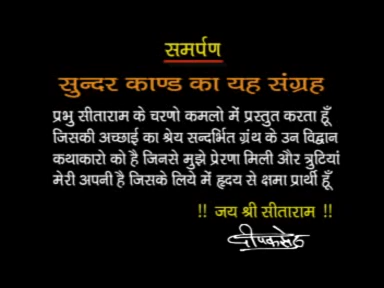 समर्पण
सुन्दर काण्ड का यह संग्रह
प्रभु सीताराम के चरणो कमलो में प्रस्तुत करता हूँ
जिसकी अच्छाई का श्रेय सन्दर्भित ग्रंथ के उन विद्वान
कथाकारो को है जिनसे मुझे प्रेरणा मिली और त्रुटियां
मेरी अपनी है जिसके लिये में हृदय से क्षमा प्रार्थी हूँ
!! जय श्री सीताराम !!